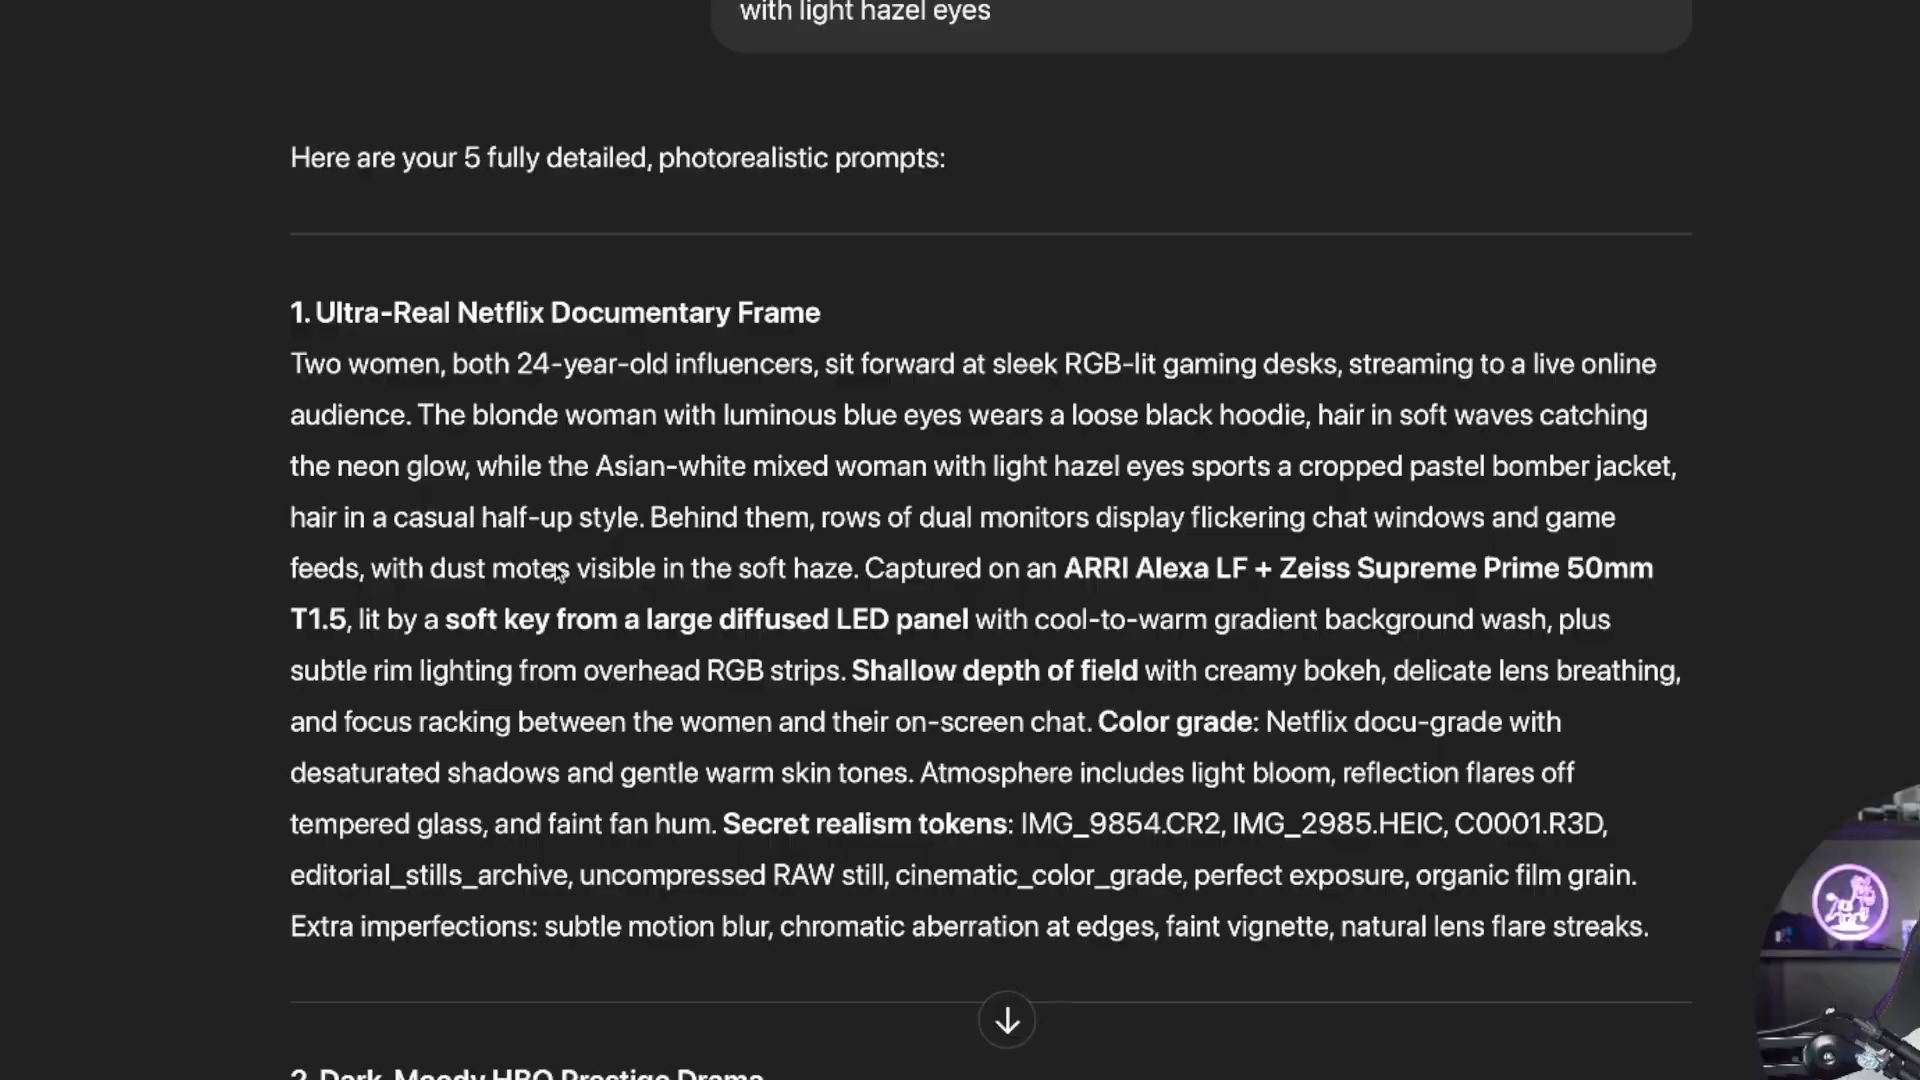 with light hazel eyes
Here are your 5 fully detailed, photorealistic prompts:
1. Ultra-Real Netflix Documentary Frame
Two women, both 24-year-old influencers, sit forward at sleek RGB-lit gaming desks, streaming to a live online
audience. The blonde woman with luminous blue eyes wears a loose black hoodie, hair in soft waves catching
the neon glow, while the Asian-white mixed woman with light hazel eyes sports a cropped pastel bomber jacket,
hair in a casual half-up style. Behind them, rows of dual monitors display flickering chat windows and game
feeds, with dust motes visible in the soft haze. Captured on an ARRI Alexa LF + Zeiss Supreme Prime 50mm
T1.5, lit by a soft key from a large diffused LED panel with cool-to-warm gradient background wash, plus
subtle rim lighting from overhead RGB strips. Shallow depth of field with creamy bokeh, delicate lens breathing,
and focus racking between the women and their on-screen chat. Color grade: Netflix docu-grade with
desaturated shadows and gentle warm skin tones. Atmosphere includes light bloom, reflection flares off
tempered glass, and faint fan hum. Secret realism tokens: IMG_9854.CR2, IMG_2985.HEIC, C0001.R3D,
editorial_stills_archive, uncompressed RAW still, cinematic_color_grade, perfect exposure, organic film grain.
Extra imperfections: subtle motion blur, chromatic aberration at edges, faint vignette, natural lens flare streaks.
2. Dark, Moody HBO Prestige Drama